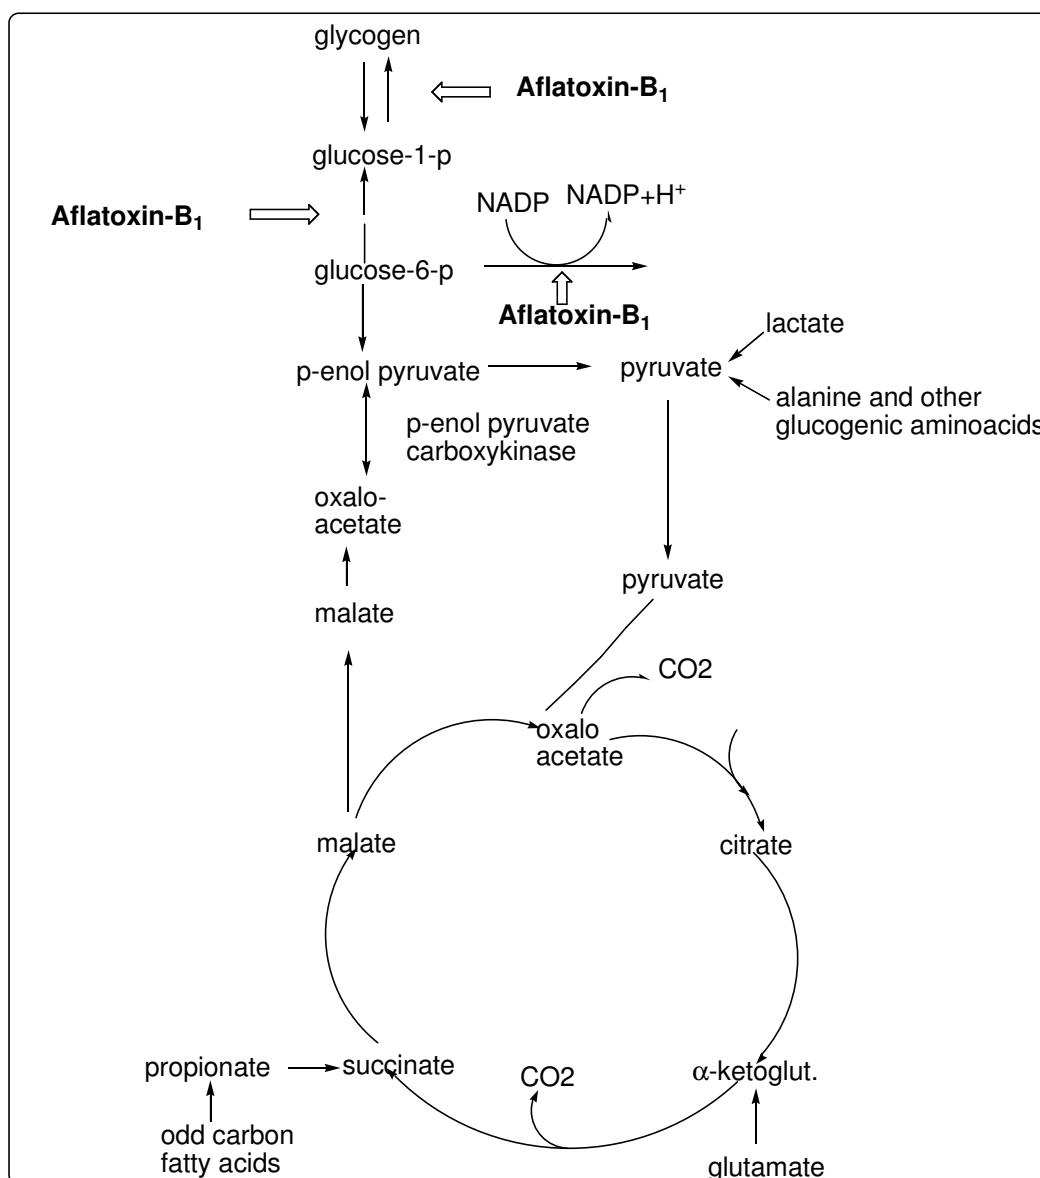 glycogen
Aflatoxin-B1
glucose-1-p
Aflatoxin-B1
NADP
NADP+H+
glucose-6-p
Aflatoxin-B1
lactate
p-enol pyruvate
pyruvate
alanine and other
glucogenic aminoacids
p-enol pyruvate
carboxykinase
oxalo-
acetate
pyruvate
malate
CO2
oxalo
acetate
malate
citrate
propionate
succinate
CO2
α-ketoglut.
odd carbon
fatty acids
glutamate